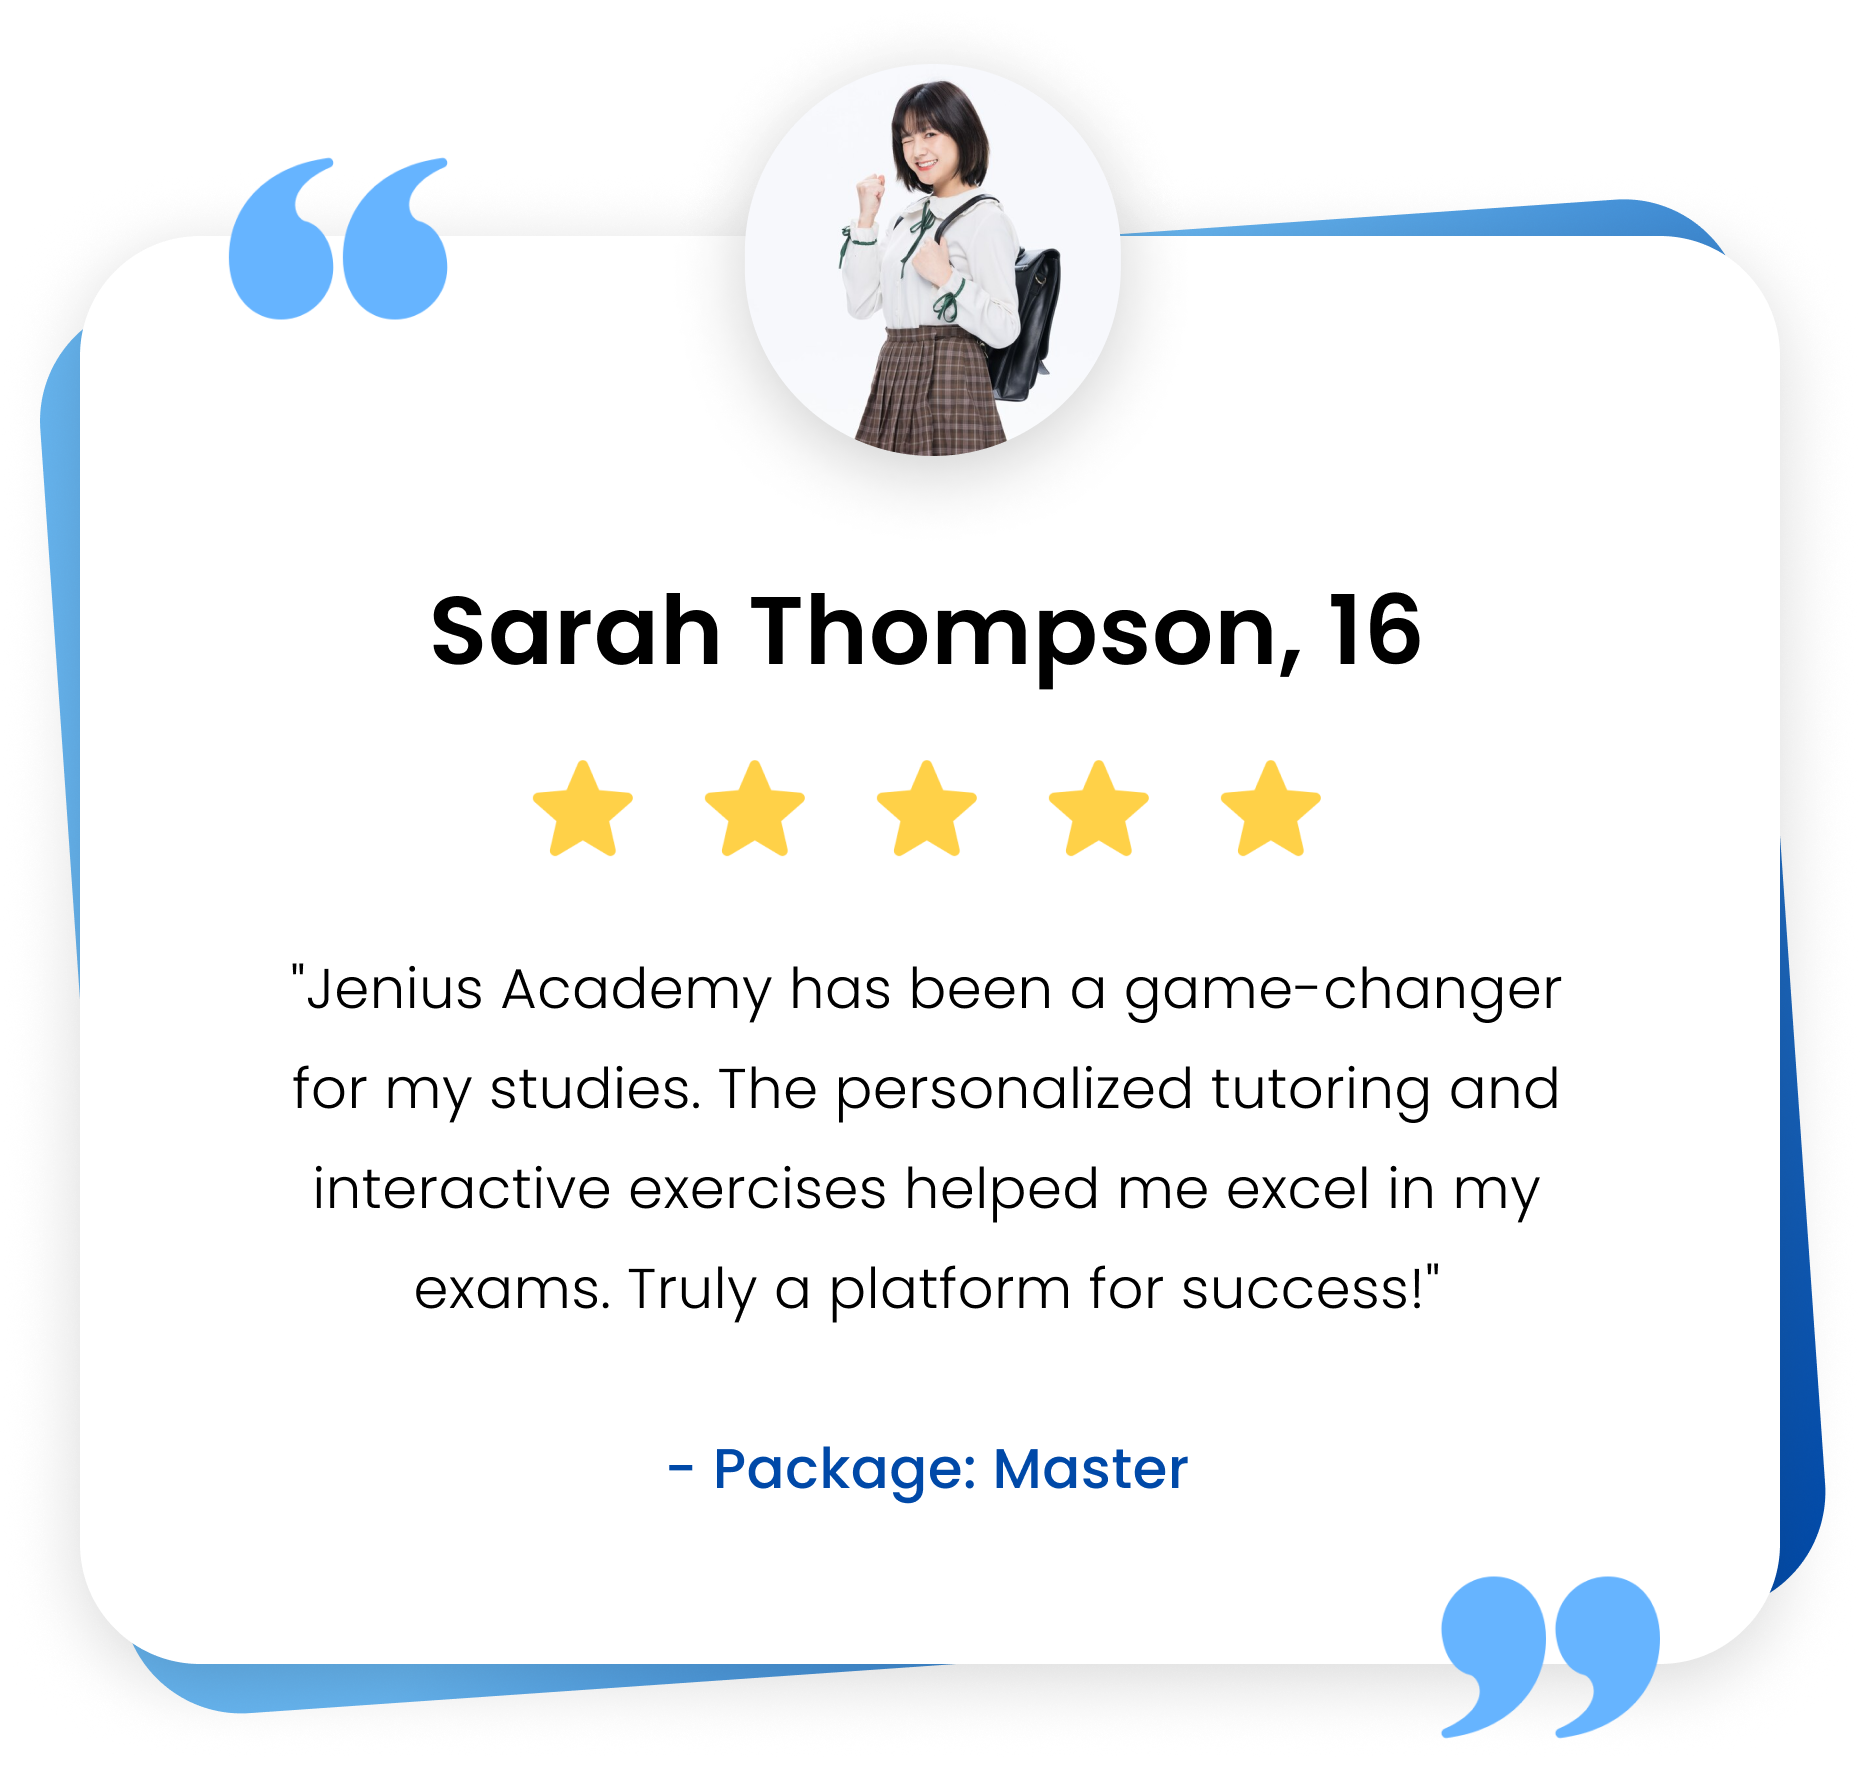 Sarah Thompson, 16
"Jenius Academy has been a game-changer
for my studies. The personalized tutoring and
interactive exercises helped me excel in my
exams. Truly a platform for success!"
- Package: Master